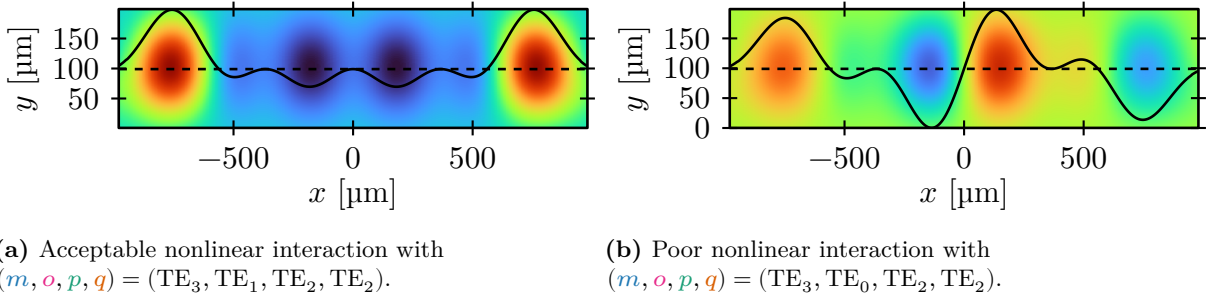 150
100
50
y [µm]
−500
0
500
x [µm]
150
100
50
0
y [µm]
−500
0
500
x [µm]
(a) Acceptable nonlinear interaction with
(m, o, p, q) = (TE₃, TE₁, TE₂, TE₂).
(b) Poor nonlinear interaction with
(m, o, p, q) = (TE₃, TE₀, TE₂, TE₂).